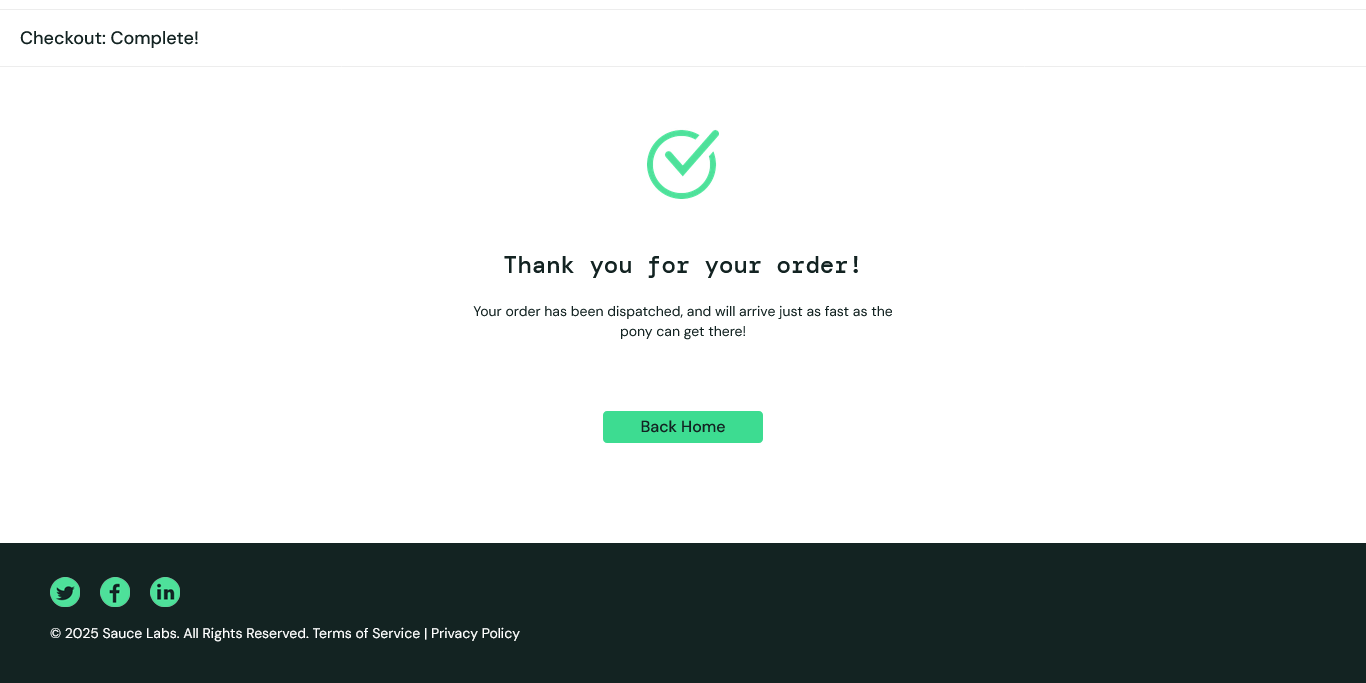 Checkout: Complete!
Thank you for your order!
Your order has been dispatched, and will arrive just as fast as the
pony can get there!
Back Home
© 2025 Sauce Labs. All Rights Reserved. Terms of Service | Privacy Policy